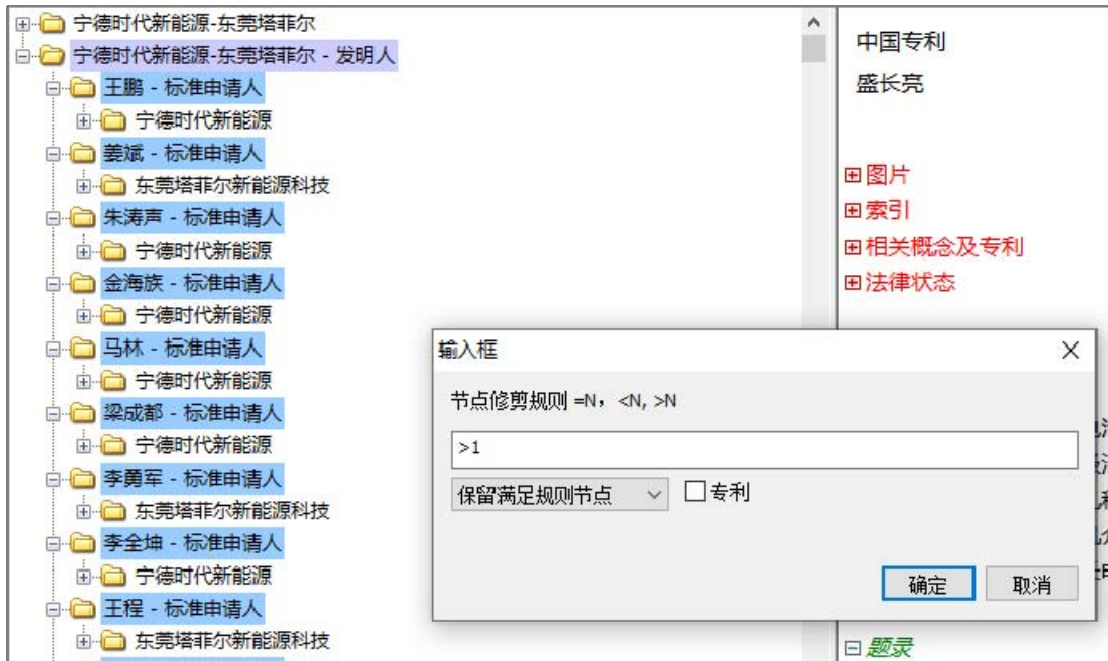 宁德时代新能源-东莞塔菲尔
宁德时代新能源-东莞塔菲尔 - 发明人
王鹏 - 标准申请人
宁德时代新能源
姜斌 - 标准申请人
东莞塔菲尔新能源科技
朱涛声 - 标准申请人
宁德时代新能源
金海族 - 标准申请人
宁德时代新能源
马林 - 标准申请人
宁德时代新能源
梁成都 - 标准申请人
宁德时代新能源
李勇军 - 标准申请人
东莞塔菲尔新能源科技
李全坤 - 标准申请人
宁德时代新能源
王程 - 标准申请人
东莞塔菲尔新能源科技
中国专利
盛长亮
图片
索引
相关概念及专利
法律状态
输入框
节点修剪规则 =N, <N, >N
>1
保留满足规则节点
专利
确定
取消
题录